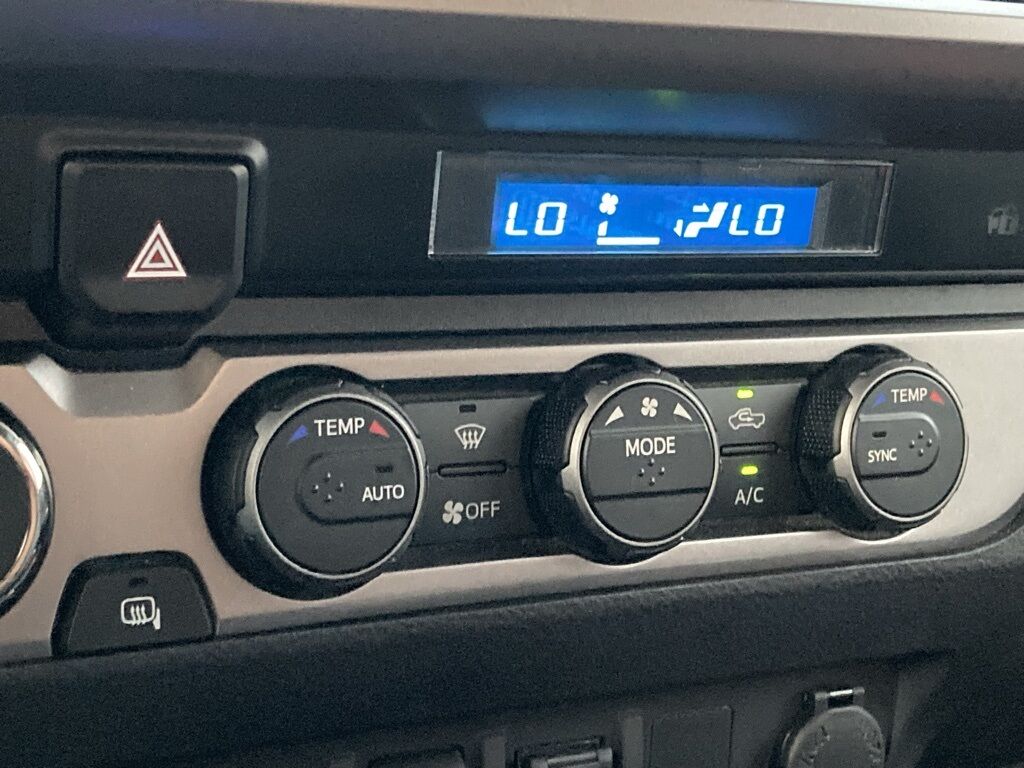 LO LO
TEMP
AUTO
OFF
MODE
A/C
TEMP
SYNC